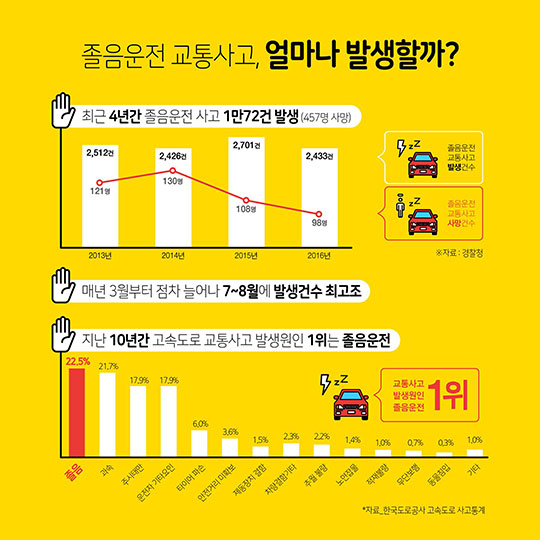 졸음운전 교통사고, 얼마나 발생할까?
최근 4년간 졸음운전 사고 1만72건 발생 (457명 사망)
2,512건
2,426건
2,701건
2,433건
121명
130명
108명
98명
2013년
2014년
2015년
2016년
zZ
졸음운전
교통사고
발생건수
zZ
졸음운전
교통사고
사망건수
※자료 : 경찰청
매년 3월부터 점차 늘어나 7~8월에 발생건수 최고조
지난 10년간 고속도로 교통사고 발생원인 1위는 졸음운전
22,5%
21,7%
17,9%
17,9%
6,0%
3,6%
1,5%
2,3%
2,2%
1,4%
1,0%
0,7%
0,3%
1,0%
졸음
과속
주시태만
운전자 기타요인
타이어 파손
안전거리 미확보
제동장치 결함
차량결함기타
추월 불량
노면잡물
적재불량
무단보행
동물침입
기타
zZ
교통사고
발생원인
졸음운전
1위
*자료_한국도로공사 고속도로 사고통계